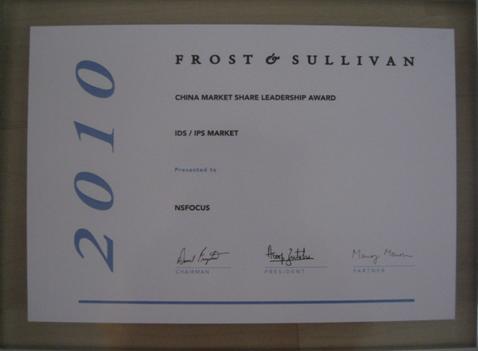 2010
FROST & SULLIVAN
CHINA MARKET SHARE LEADERSHIP AWARD
IDS / IPS MARKET
Presented to
NSFOCUS
CHAIRMAN
PRESIDENT
PARTNER